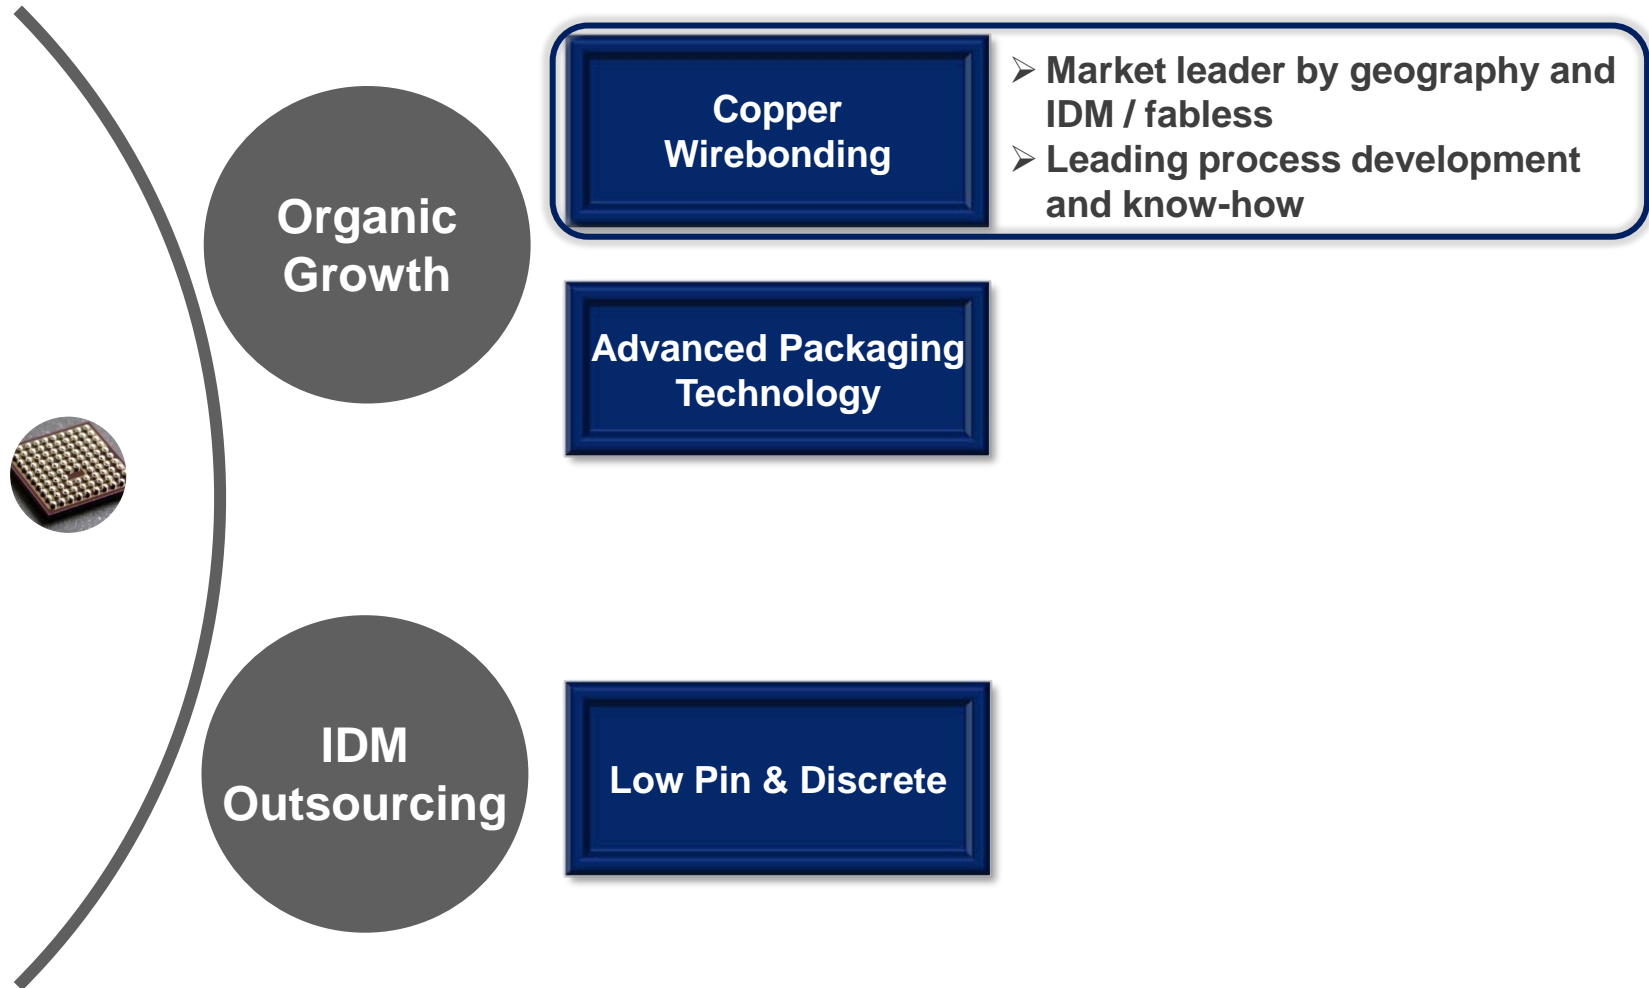 Organic
Growth
Copper
Wirebonding
➢ Market leader by geography and
IDM / fabless
➢ Leading process development
and know-how
Advanced Packaging
Technology
IDM
Outsourcing
Low Pin & Discrete